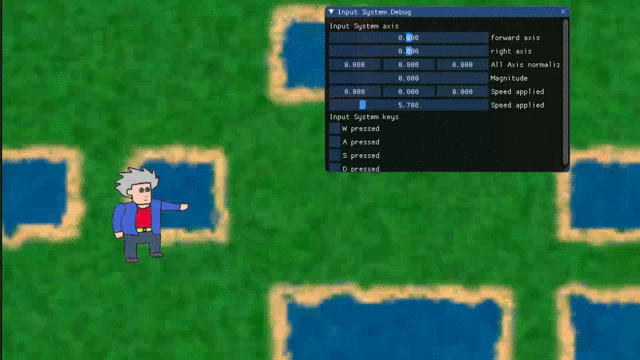 Input System Debug
Input System axis
0.000 forward axis
0.000 right axis
0.000 0.000 0.000 All Axis normaliz
0.000 Magnitude
0.000 0.000 0.000 Speed applied
5.700 Speed applied
Input System keys
W pressed
A pressed
S pressed
D pressed